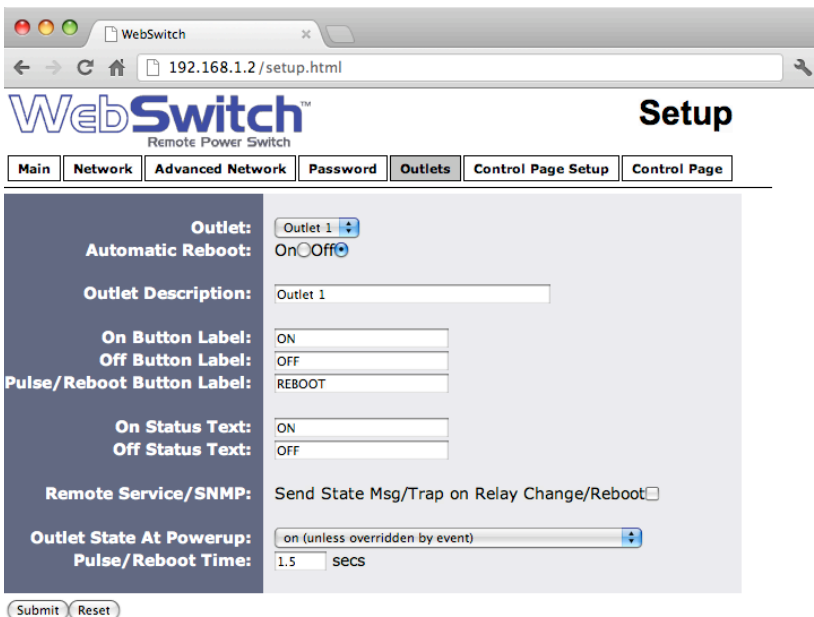 WebSwitch
192.168.1.2/setup.html
WebSwitch™ Setup
Remote Power Switch
Main Network Advanced Network Password Outlets Control Page Setup Control Page
Outlet: Outlet 1
Automatic Reboot: On Off
Outlet Description: Outlet 1
On Button Label: ON
Off Button Label: OFF
Pulse/Reboot Button Label: REBOOT
On Status Text: ON
Off Status Text: OFF
Remote Service/SNMP: Send State Msg/Trap on Relay Change/Reboot
Outlet State At Powerup: on (unless overridden by event)
Pulse/Reboot Time: 1.5 secs
Submit Reset